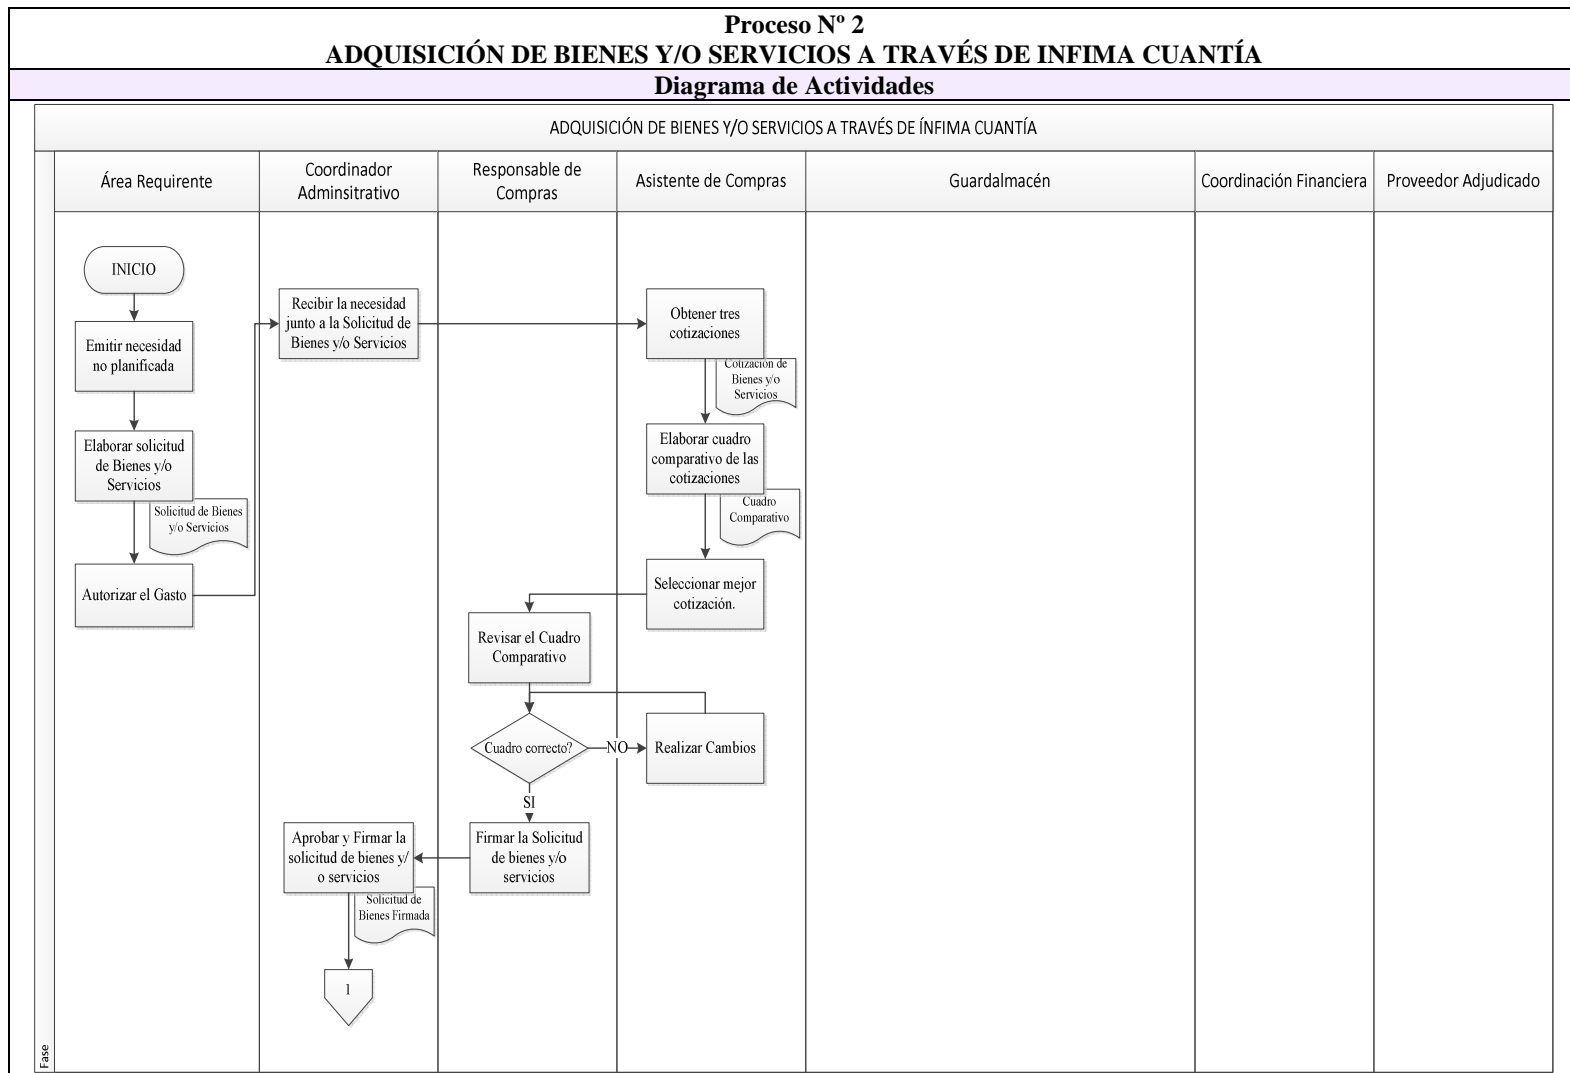 Proceso Nº 2
ADQUISICIÓN DE BIENES Y/O SERVICIOS A TRAVÉS DE INFIMA CUANTÍA
Diagrama de Actividades
ADQUISICIÓN DE BIENES Y/O SERVICIOS A TRAVÉS DE ÍNFIMA CUANTÍA
Área Requirente
Coordinador
Adminsitrativo
Responsable de
Compras
Asistente de Compras
Guardalmacén
Coordinación Financiera
Proveedor Adjudicado
INICIO
Emitir necesidad
no planificada
Elaborar solicitud
de Bienes y/o
Servicios
Solicitud de Bienes
y/o Servicios
Autorizar el Gasto
Recibir la necesidad
junto a la Solicitud de
Bienes y/o Servicios
Obtener tres
cotizaciones
Cotización de
Bienes y/o
Servicios
Elaborar cuadro
comparativo de las
cotizaciones
Cuadro
Comparativo
Seleccionar mejor
cotización.
Revisar el Cuadro
Comparativo
Cuadro correcto?
NO
Realizar Cambios
SI
Firmar la Solicitud
de bienes y/o
servicios
Aprobar y Firmar la
solicitud de bienes y/
o servicios
Solicitud de
Bienes Firmada
1
Fase